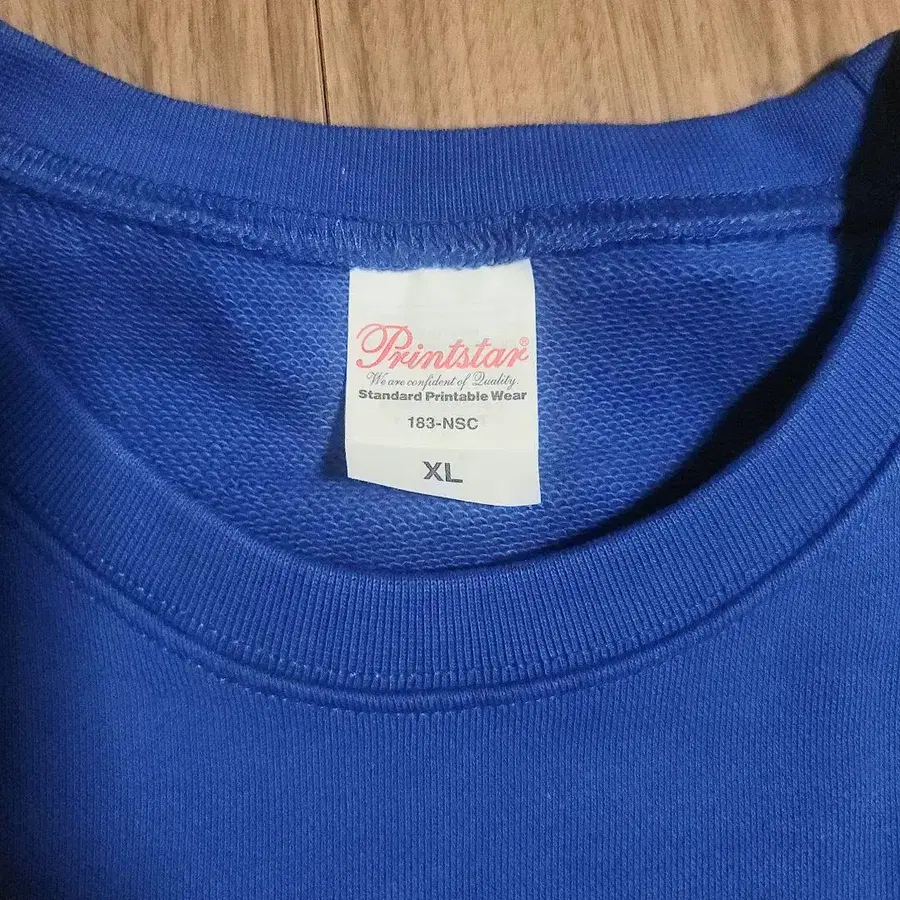 Printstar®
We are confident of Quality.
Standard Printable Wear
183-NSC
XL